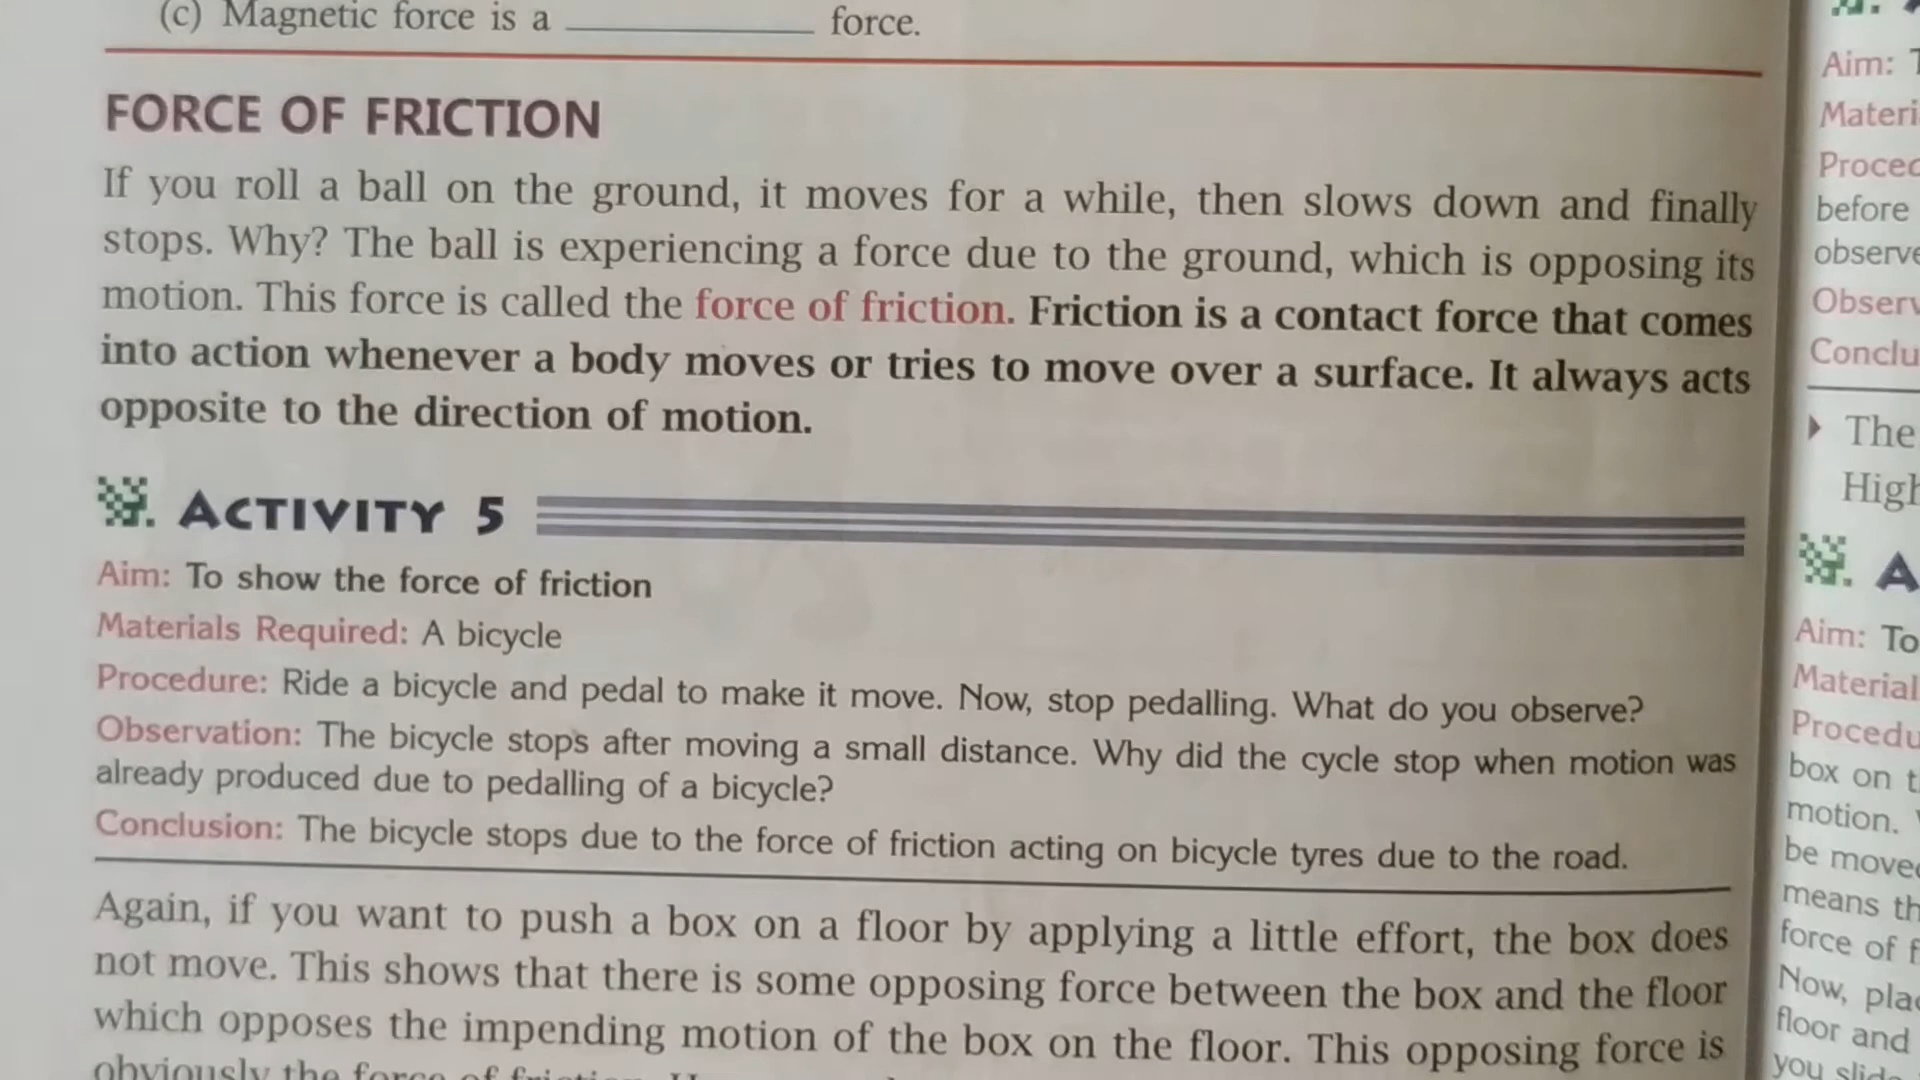 (c) Magnetic force is a __________ force.
FORCE OF FRICTION
If you roll a ball on the ground, it moves for a while, then slows down and finally
stops. Why? The ball is experiencing a force due to the ground, which is opposing its
motion. This force is called the force of friction. Friction is a contact force that comes
into action whenever a body moves or tries to move over a surface. It always acts
opposite to the direction of motion.
ACTIVITY 5
Aim: To show the force of friction
Materials Required: A bicycle
Procedure: Ride a bicycle and pedal to make it move. Now, stop pedalling. What do you observe?
Observation: The bicycle stops after moving a small distance. Why did the cycle stop when motion was
already produced due to pedalling of a bicycle?
Conclusion: The bicycle stops due to the force of friction acting on bicycle tyres due to the road.
Again, if you want to push a box on a floor by applying a little effort, the box does
not move. This shows that there is some opposing force between the box and the floor
which opposes the impending motion of the box on the floor. This opposing force is
obviously the force of friction.
Aim:
before
The
Aim: To
box on
motion.
be
means
force of
Now,
floor and
you